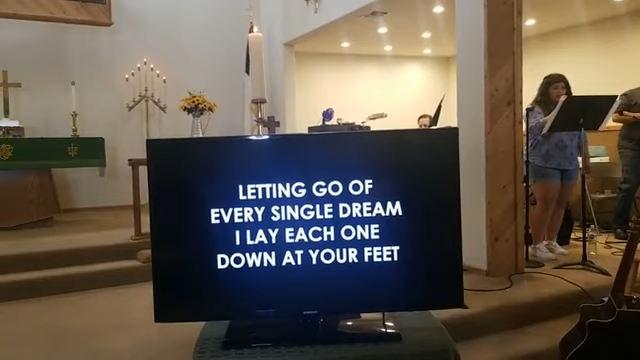 LETTING GO OF
EVERY SINGLE DREAM
I LAY EACH ONE
DOWN AT YOUR FEET